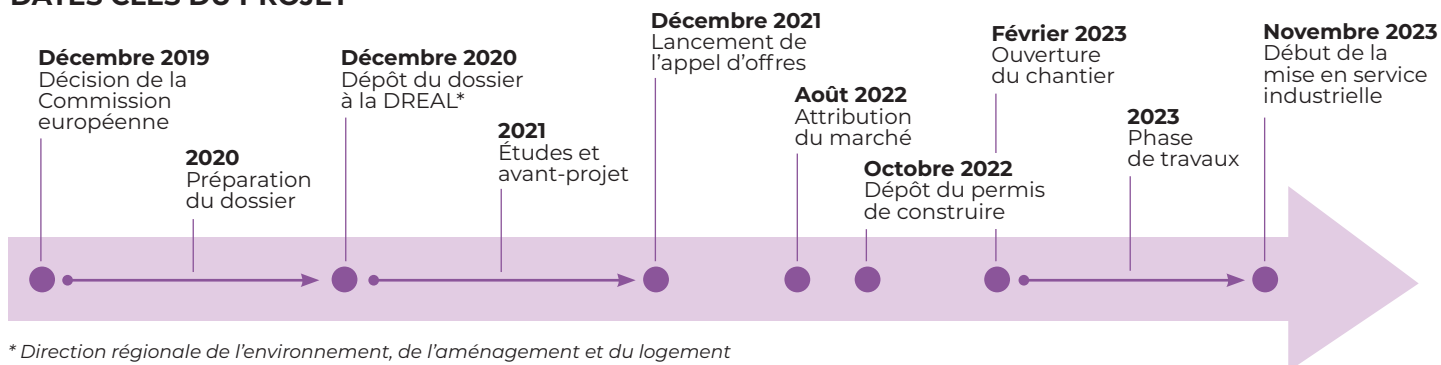 DATES CLÉS DU PROJET
Décembre 2019
Décision de la
Commission
européenne
2020
Préparation
du dossier
Décembre 2020
Dépôt du dossier
à la DREAL*
2021
Études et
avant-projet
Décembre 2021
Lancement de
l’appel d’offres
Août 2022
Attribution
du marché
Octobre 2022
Dépôt du permis
de construire
Février 2023
Ouverture
du chantier
2023
Phase
de travaux
Novembre 2023
Début de la
mise en service
industrielle
* Direction régionale de l’environnement, de l’aménagement et du logement